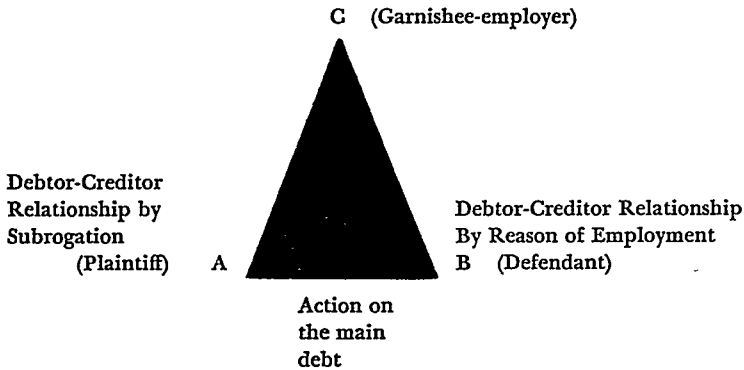 C (Garnishee-employer)
Debtor-Creditor
Relationship by
Subrogation
(Plaintiff) A
Debtor-Creditor Relationship
By Reason of Employment
B (Defendant)
Action on
the main
debt